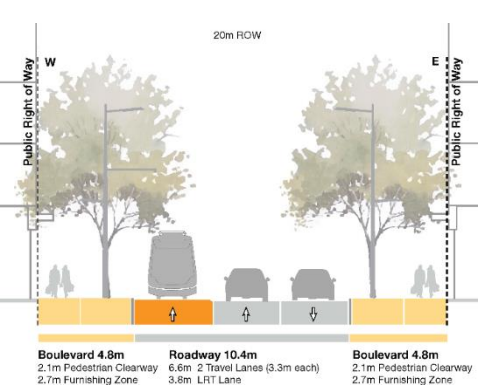 20m ROW
W
E
Public Right of Way
Public Right of Way
Boulevard 4.8m
2.1m Pedestrian Clearway
2.7m Furnishing Zone
Roadway 10.4m
6.6m 2 Travel Lanes (3.3m each)
3.8m LRT Lane
Boulevard 4.8m
2.1m Pedestrian Clearway
2.7m Furnishing Zone